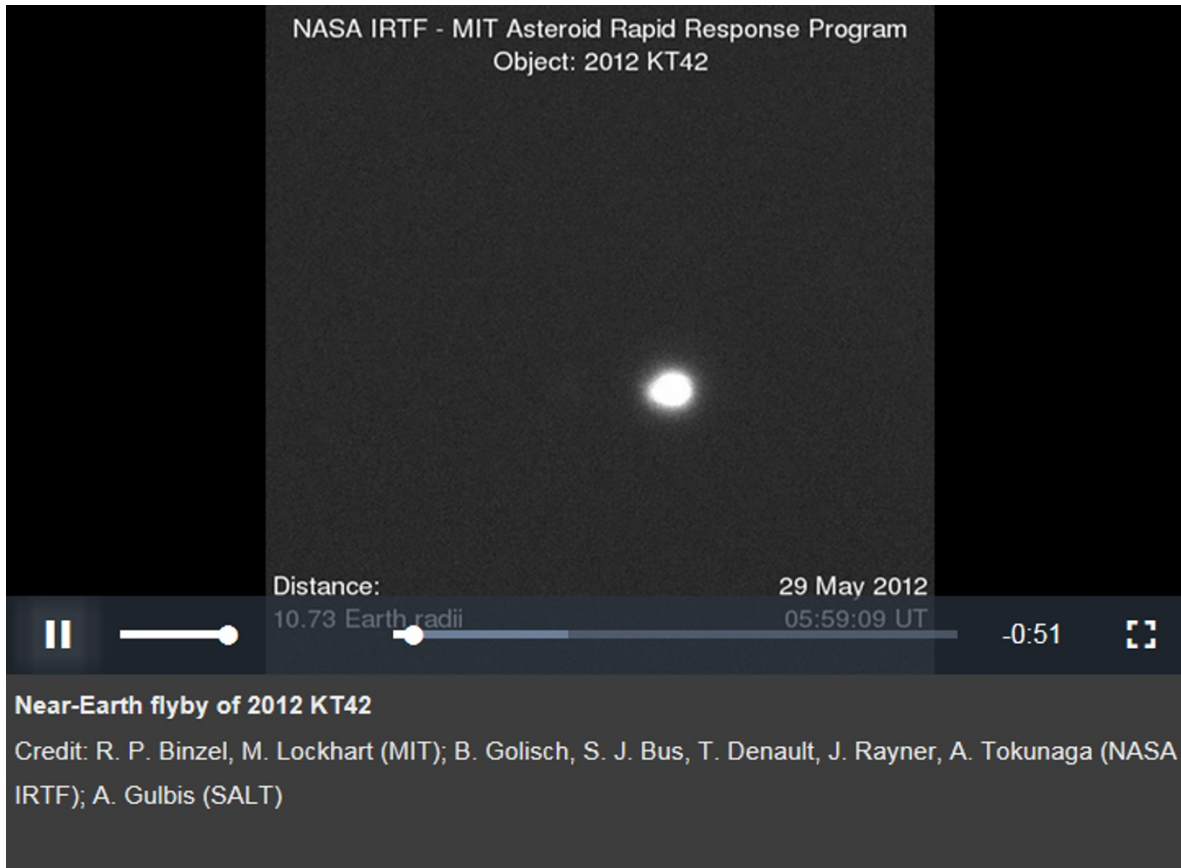 NASA IRTF - MIT Asteroid Rapid Response Program
Object: 2012 KT42
Distance:
10.73 Earth radii
29 May 2012
05:59:09 UT
-0:51
Near-Earth flyby of 2012 KT42
Credit: R. P. Binzel, M. Lockhart (MIT); B. Golisch, S. J. Bus, T. Denault, J. Rayner, A. Tokunaga (NASA
IRTF); A. Gulbis (SALT)